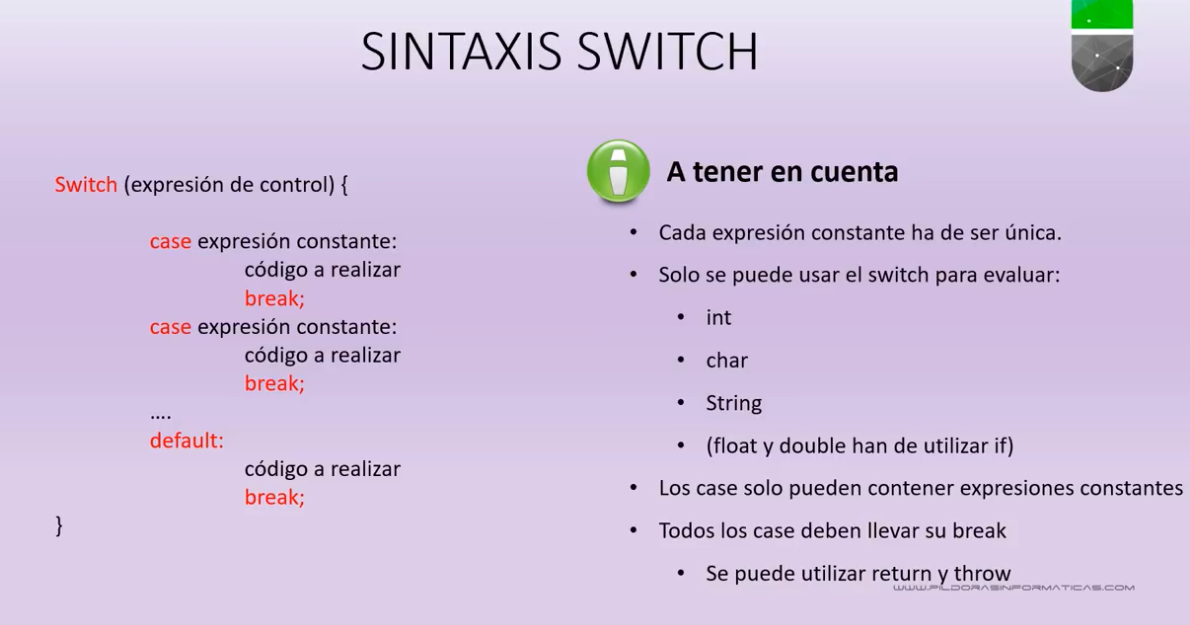 SINTAXIS SWITCH
Switch (expresión de control) {
case expresión constante:
código a realizar
break;
case expresión constante:
código a realizar
break;
....
default:
código a realizar
break;
}
A tener en cuenta
• Cada expresión constante ha de ser única.
• Solo se puede usar el switch para evaluar:
• int
• char
• String
• (float y double han de utilizar if)
• Los case solo pueden contener expresiones constantes
• Todos los case deben llevar su break
• Se puede utilizar return y throw
WWW.PILDORASINFORMATICAS.COM